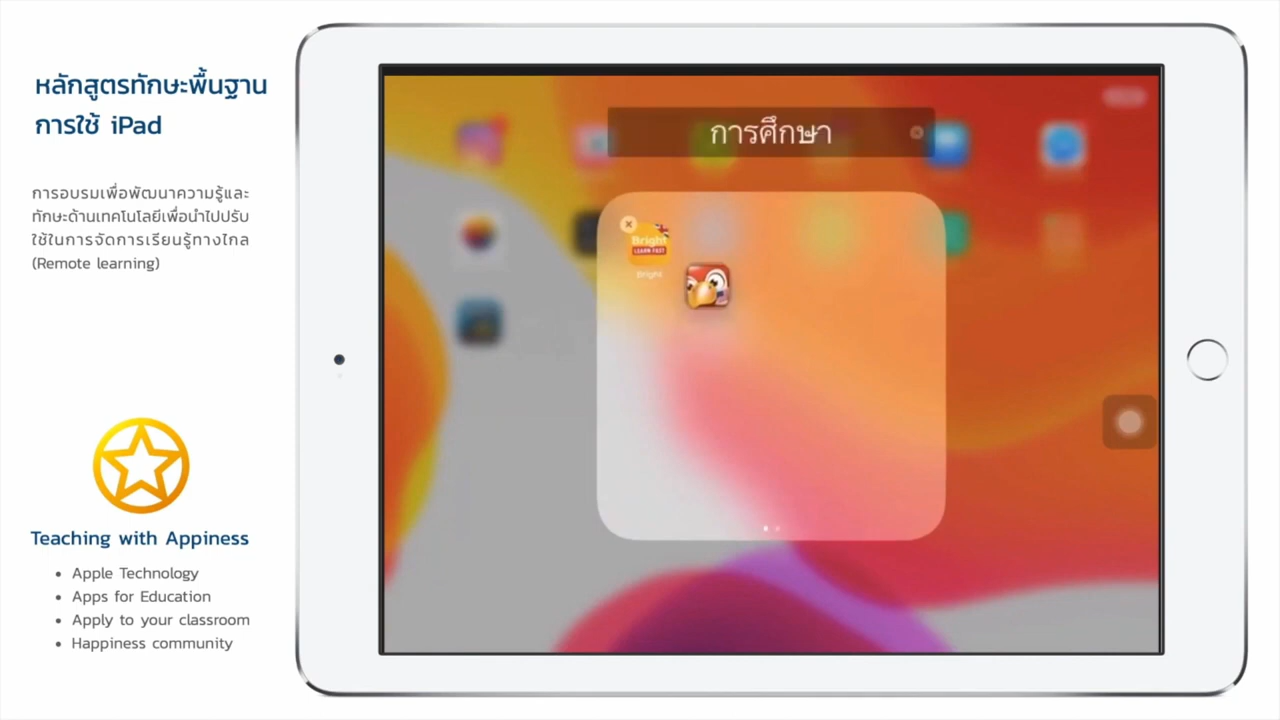 หลักสูตรทักษะพื้นฐาน
การใช้ iPad
การอบรมเพื่อพัฒนาความรู้และ
ทักษะด้านเทคโนโลยีเพื่อนำไปปรับ
ใช้ในการจัดการเรียนรู้ทางไกล
(Remote learning)
Teaching with Appiness
• Apple Technology
• Apps for Education
• Apply to your classroom
• Happiness community
การศึกษา
Bright
LEARN FAST
Bright